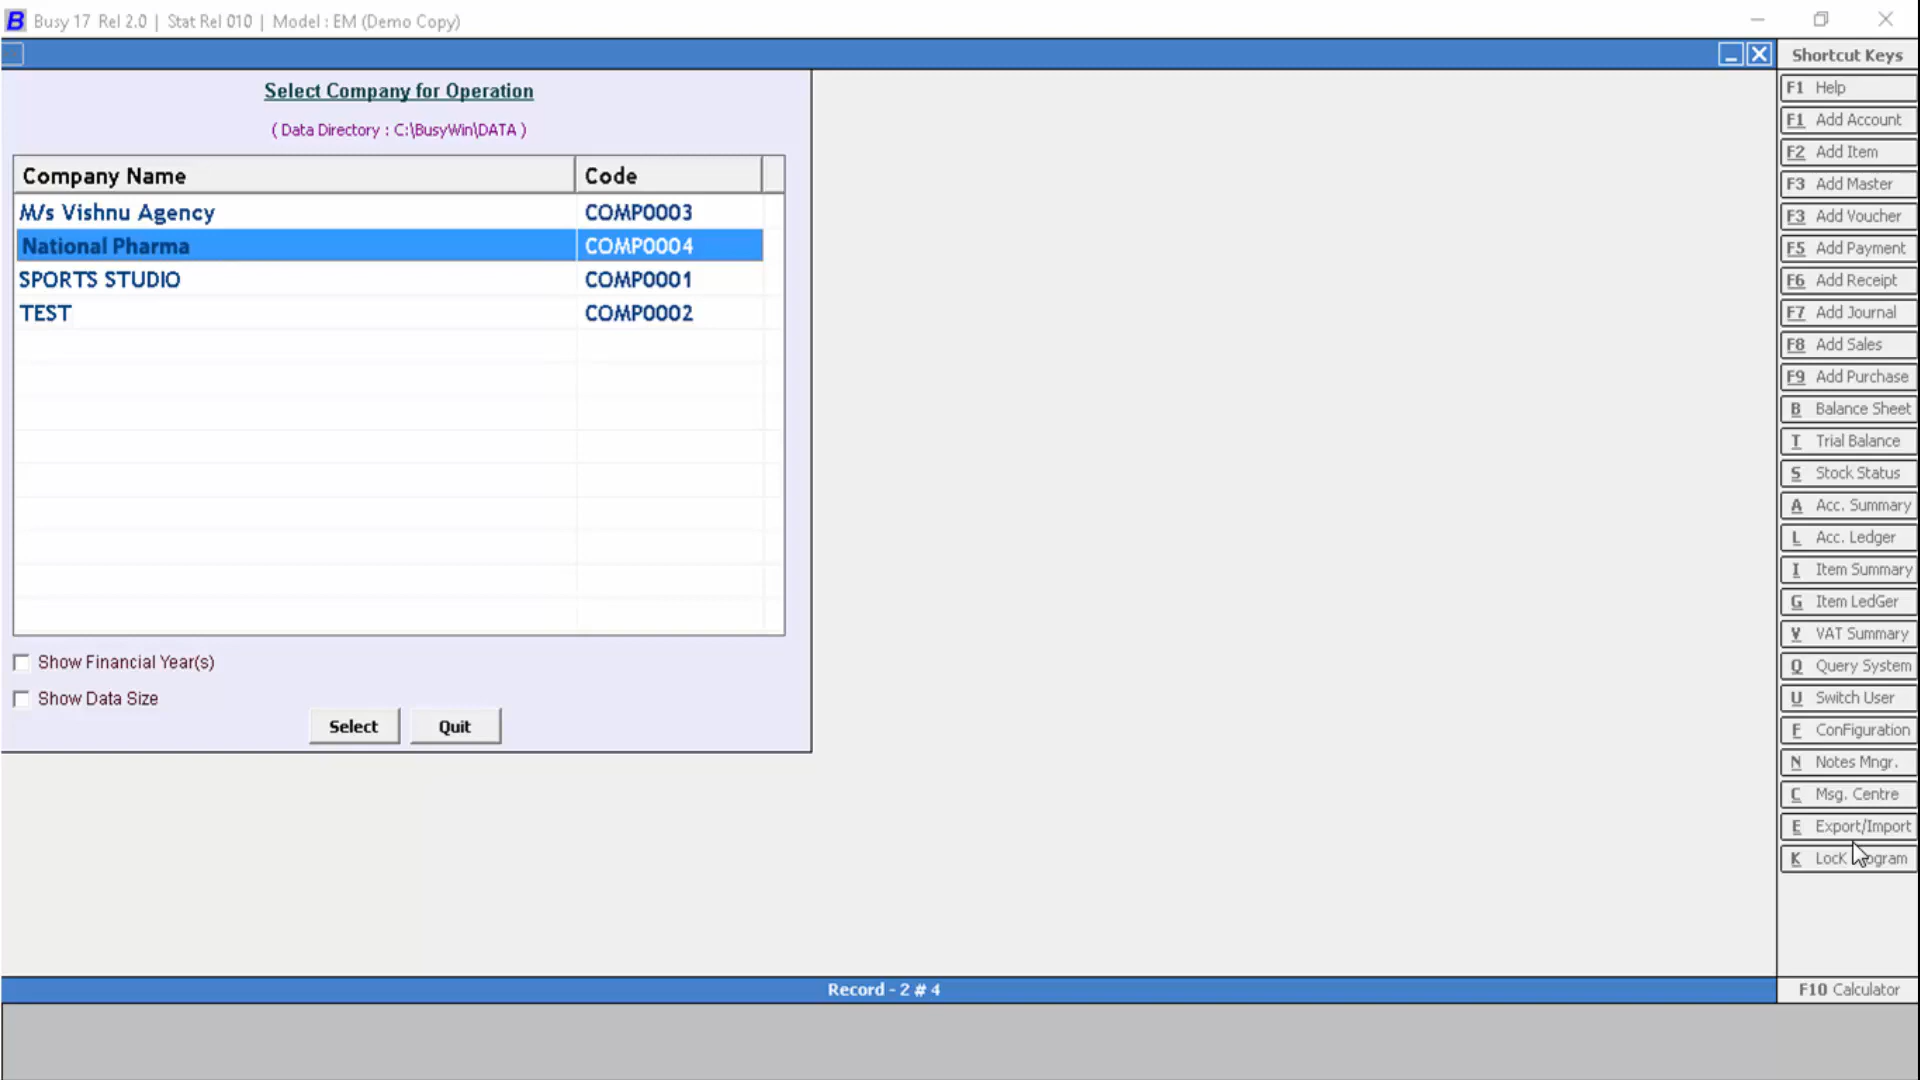 B Busy 17 Rel 2.0 | Stat Rel 010 | Model : EM (Demo Copy)
Shortcut Keys
Select Company for Operation
( Data Directory : C:\BusyWin\DATA )
Company Name Code
M/s Vishnu Agency COMP0003
National Pharma COMP0004
SPORTS STUDIO COMP0001
TEST COMP0002
Show Financial Year(s)
Show Data Size
Select Quit
F1 Help
F1 Add Account
F2 Add Item
F3 Add Master
F3 Add Voucher
F5 Add Payment
F6 Add Receipt
F7 Add Journal
F8 Add Sales
F9 Add Purchase
B Balance Sheet
T Trial Balance
S Stock Status
A Acc. Summary
L Acc. Ledger
I Item Summary
G Item LedGer
V VAT Summary
Q Query System
U Switch User
F ConFiguration
N Notes Mngr.
C Msg. Centre
E Export/Import
K LocK ogram
Record - 2 # 4
F10 Calculator